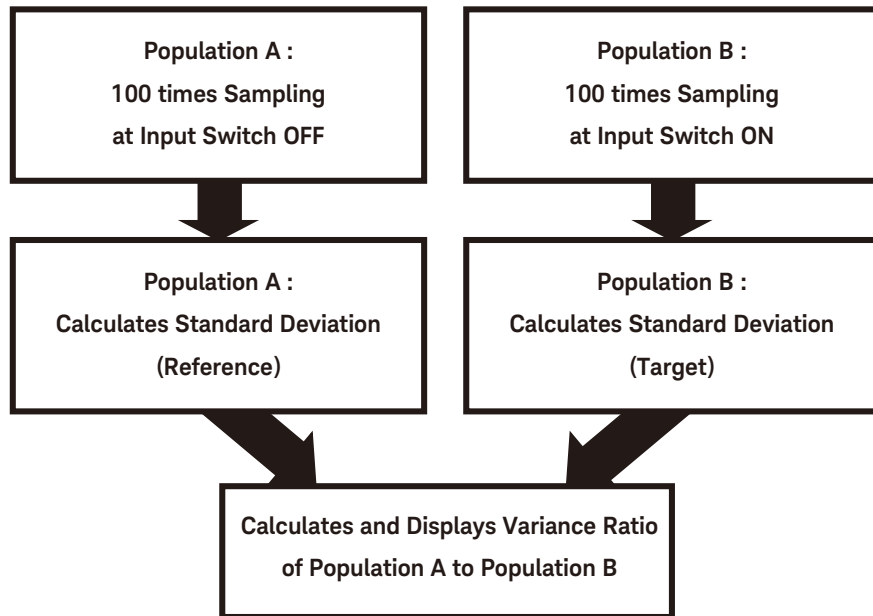 Population A :
100 times Sampling
at Input Switch OFF
Population B :
100 times Sampling
at Input Switch ON
Population A :
Calculates Standard Deviation
(Reference)
Population B :
Calculates Standard Deviation
(Target)
Calculates and Displays Variance Ratio
of Population A to Population B